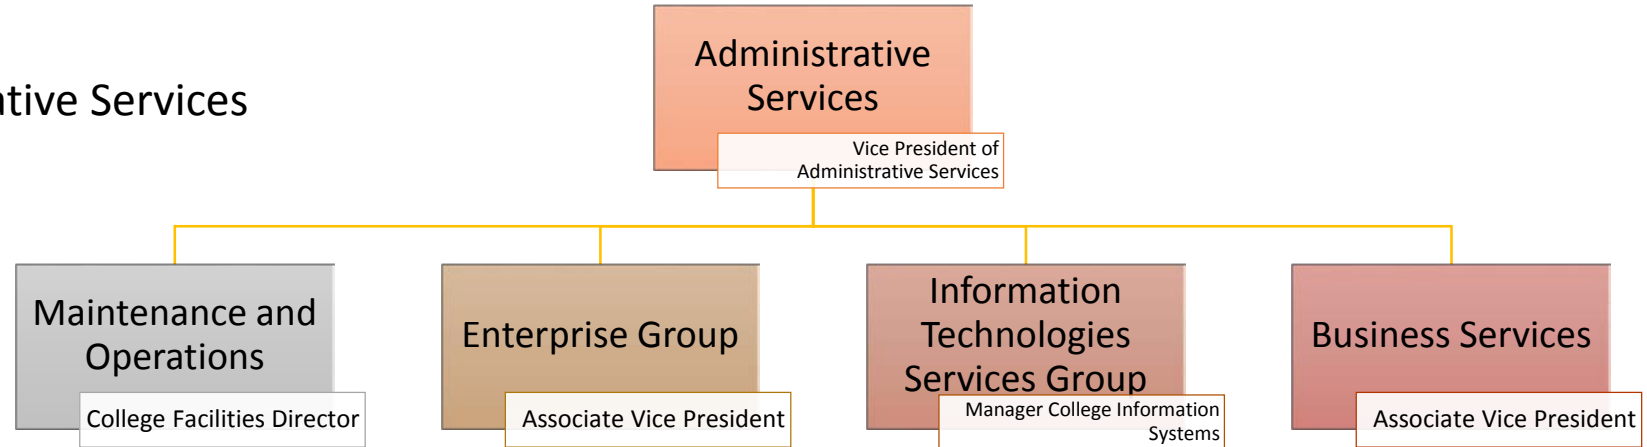 ative Services
Administrative
Services
Vice President of
Administrative Services
Maintenance and
Operations
College Facilities Director
Enterprise Group
Associate Vice President
Information
Technologies
Services Group
Manager College Information
Systems
Business Services
Associate Vice President